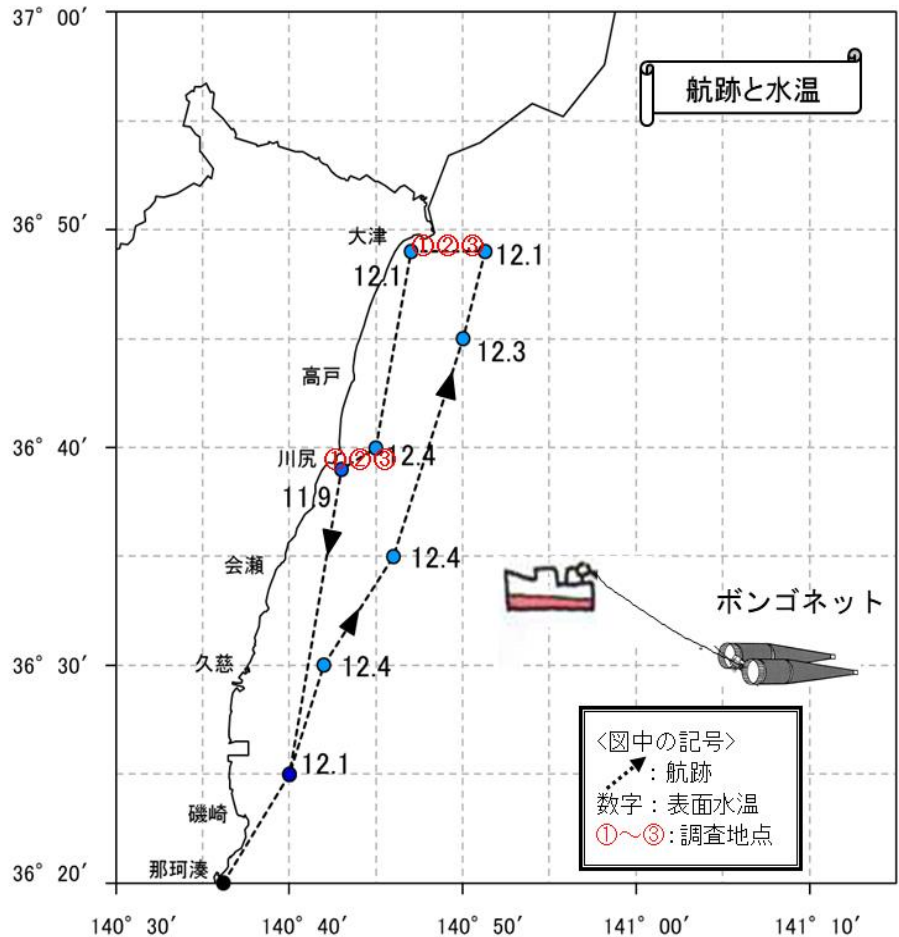 37° 00′
航跡と水温
36° 50′
大津
①②③
12.1
12.1
12.3
高戸
36° 40′
川尻
①②③
12.4
11.9
12.4
会瀬
ボンゴネット
36° 30′
久慈
12.4
<図中の記号>
：航跡
数字：表面水温
①～③：調査地点
12.1
磯崎
那珂湊
36° 20′
140° 30′
140° 40′
140° 50′
141° 00′
141° 10′